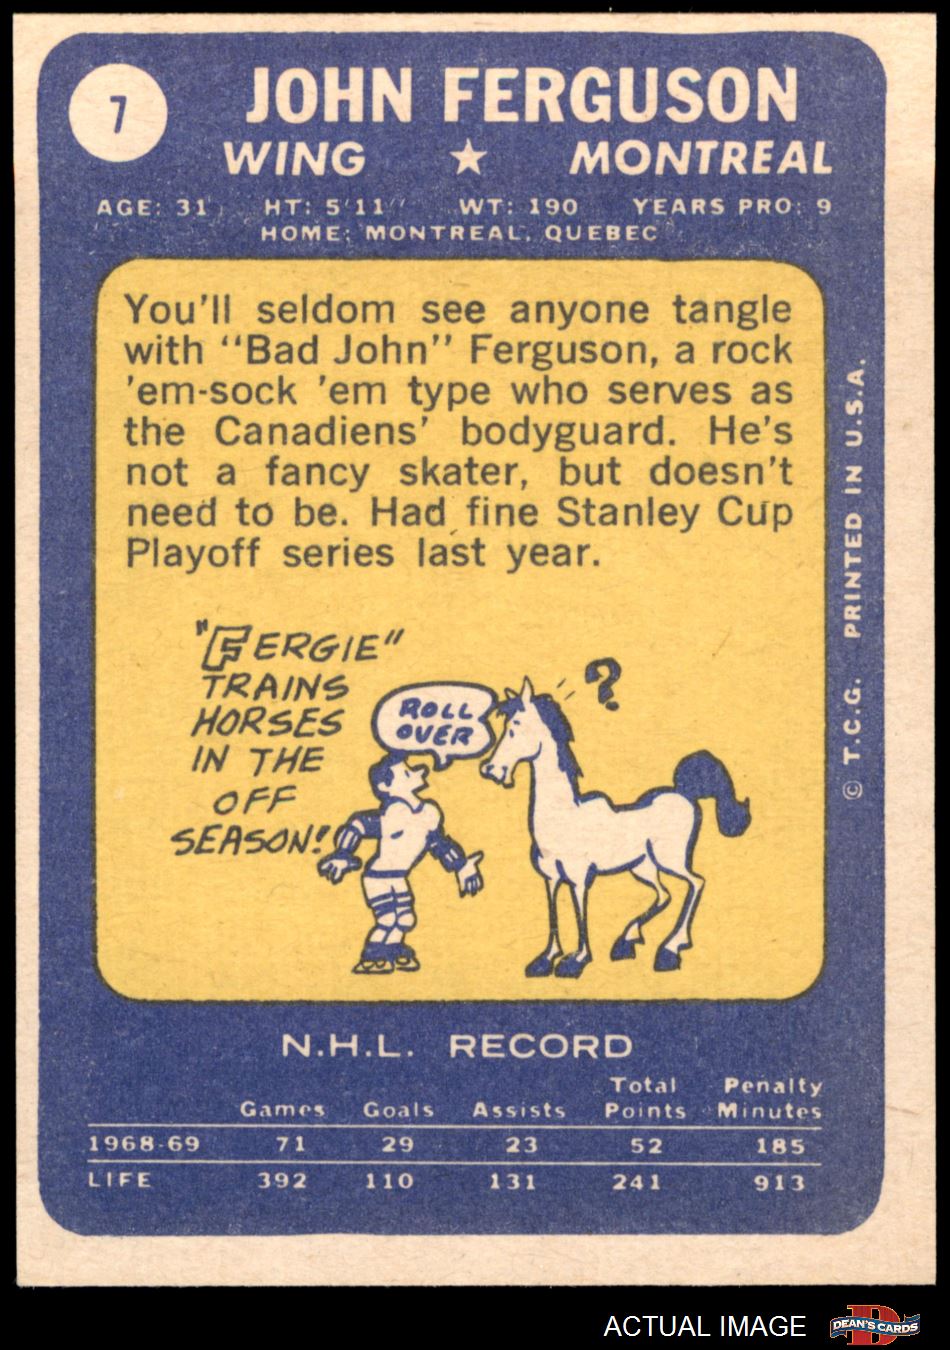 7
JOHN FERGUSON
WING ★ MONTREAL
AGE: 31 HT: 5'11" WT: 190 YEARS PRO: 9
HOME: MONTREAL, QUEBEC
You'll seldom see anyone tangle
with "Bad John" Ferguson, a rock
'em-sock 'em type who serves as
the Canadiens' bodyguard. He's
not a fancy skater, but doesn't
need to be. Had fine Stanley Cup
Playoff series last year.
"FERGIE"
TRAINS
HORSES
IN THE
OFF
SEASON!
ROLL
OVER
?
© T.C.G. PRINTED IN U.S.A.
N.H.L. RECORD
Games Goals Assists Total Points Penalty Minutes
1968-69 71 29 23 52 185
LIFE 392 110 131 241 913
ACTUAL IMAGE
D
DEAN'S CARDS